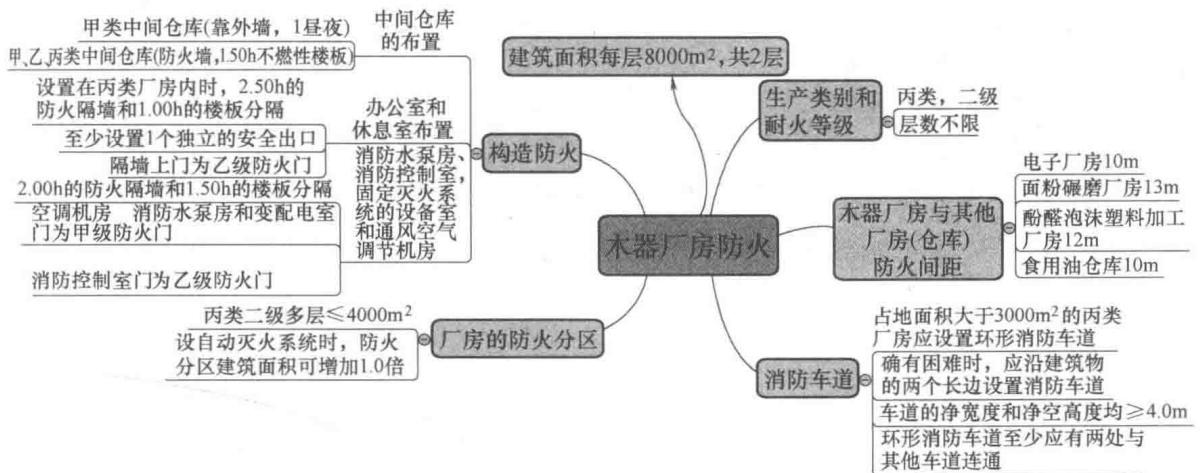 甲类中间仓库(靠外墙，1昼夜)
甲、乙、丙类中间仓库(防火墙，1.50h不燃性楼板)
中间仓库
的布置
设置在丙类厂房内时，2.50h的
防火隔墙和1.00h的楼板分隔
至少设置1个独立的安全出口
隔墙上门为乙级防火门
办公室和
休息室布置
2.00h的防火隔墙和1.50h的楼板分隔
空调机房 消防水泵房和变配电室
门为甲级防火门
消防控制室门为乙级防火门
消防水泵房、
消防控制室，
固定灭火系
统的设备室
和通风空气
调节机房
构造防火
丙类二级多层≤4000m²
设自动灭火系统时，防火
分区建筑面积可增加1.0倍
厂房的防火分区
木器厂房防火
建筑面积每层8000m²，共2层
生产类别和
耐火等级
丙类，二级
层数不限
木器厂房与其他
厂房(仓库)
防火间距
电子厂房10m
面粉碾磨厂房13m
酚醛泡沫塑料加工
厂房12m
食用油仓库10m
消防车道
占地面积大于3000m²的丙类
厂房应设置环形消防车道
确有困难时，应沿建筑物
的两个长边设置消防车道
车道的净宽度和净空高度均≥4.0m
环形消防车道至少应有两处与
其他车道连通